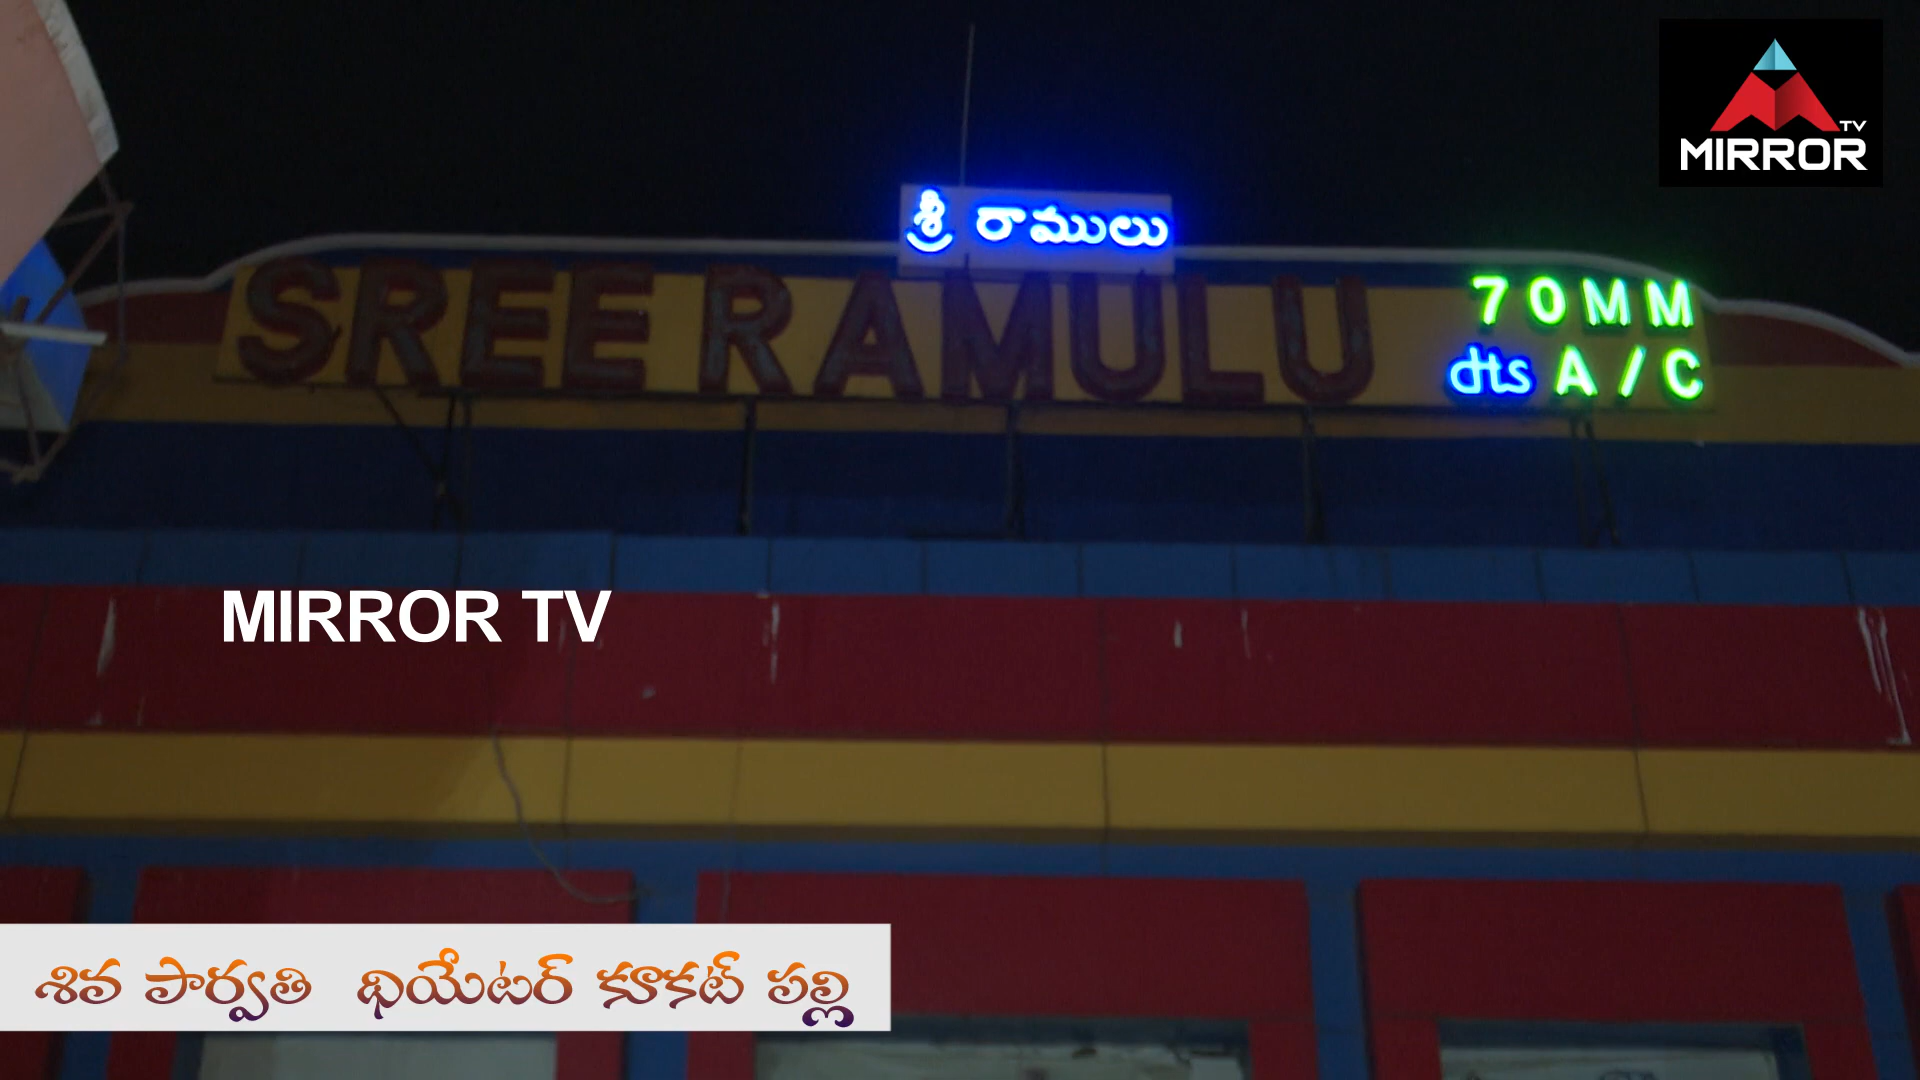 TV
MIRROR
శ్రీ రాములు
SREE RAMULU
70MM
dts A/C
MIRROR TV
శివ పార్వతి థియేటర్ కూకట్ పల్లి